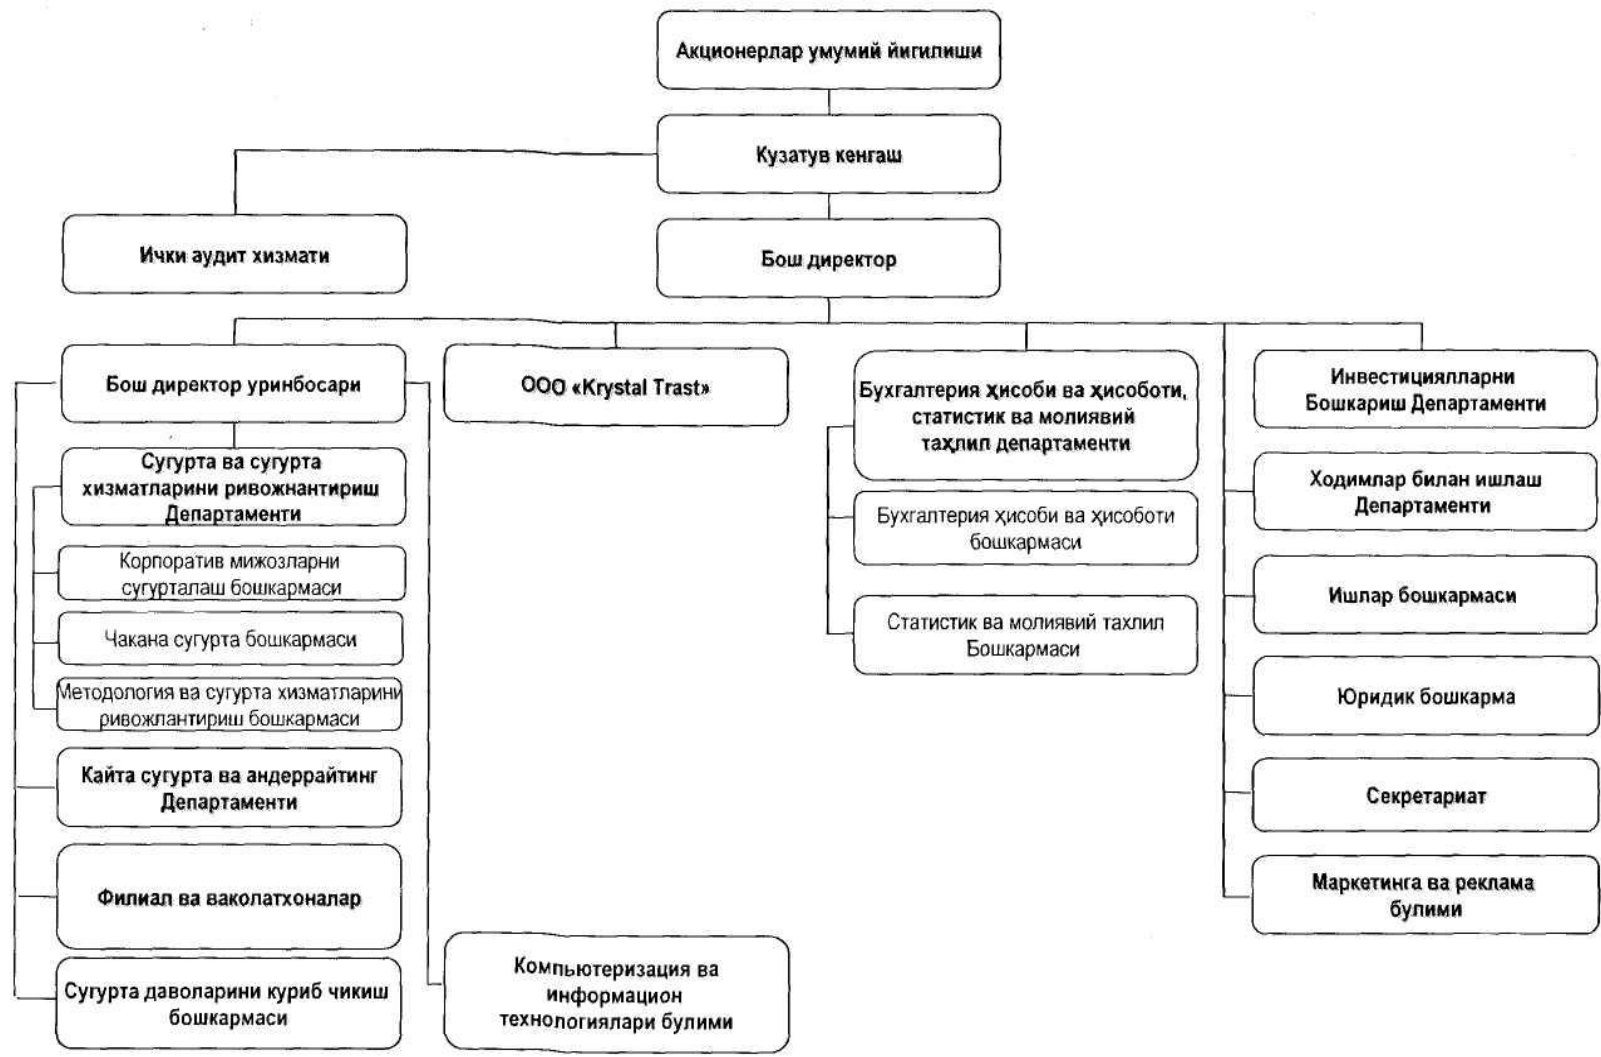 Акционерлар умумий йигилиши
Кузатув кенгаш
Ички аудит хизмати
Бош директор
Бош директор уринбосари
ООО «Krystal Trast»
Бухгалтерия ҳисоби ва ҳисоботи,
статистик ва молиявий
таҳлил департаменти
Инвестицялларни
Бошкариш Департаменти
Сугурта ва сугурта
хизматларини ривожнантириш
Департаменти
Корпоратив мижозларни
сугурталаш бошкармаси
Чакана сугурта бошкармаси
Методология ва сугурта хизматларини
ривожлантириш бошкармаси
Кайта сугурта ва андеррайтинг
Департаменти
Филиал ва ваколатхоналар
Сугурта даволарини куриб чикиш
бошкармаси
Компьютеризация ва
информацион
технологиялари булими
Бухгалтерия ҳисоби ва ҳисоботи
бошкармаси
Статистик ва молиявий тахлил
Бошкармаси
Ходимлар билан ишлаш
Департаменти
Ишлар бошкармаси
Юридик бошкарма
Секретариат
Маркетинга ва реклама
булими